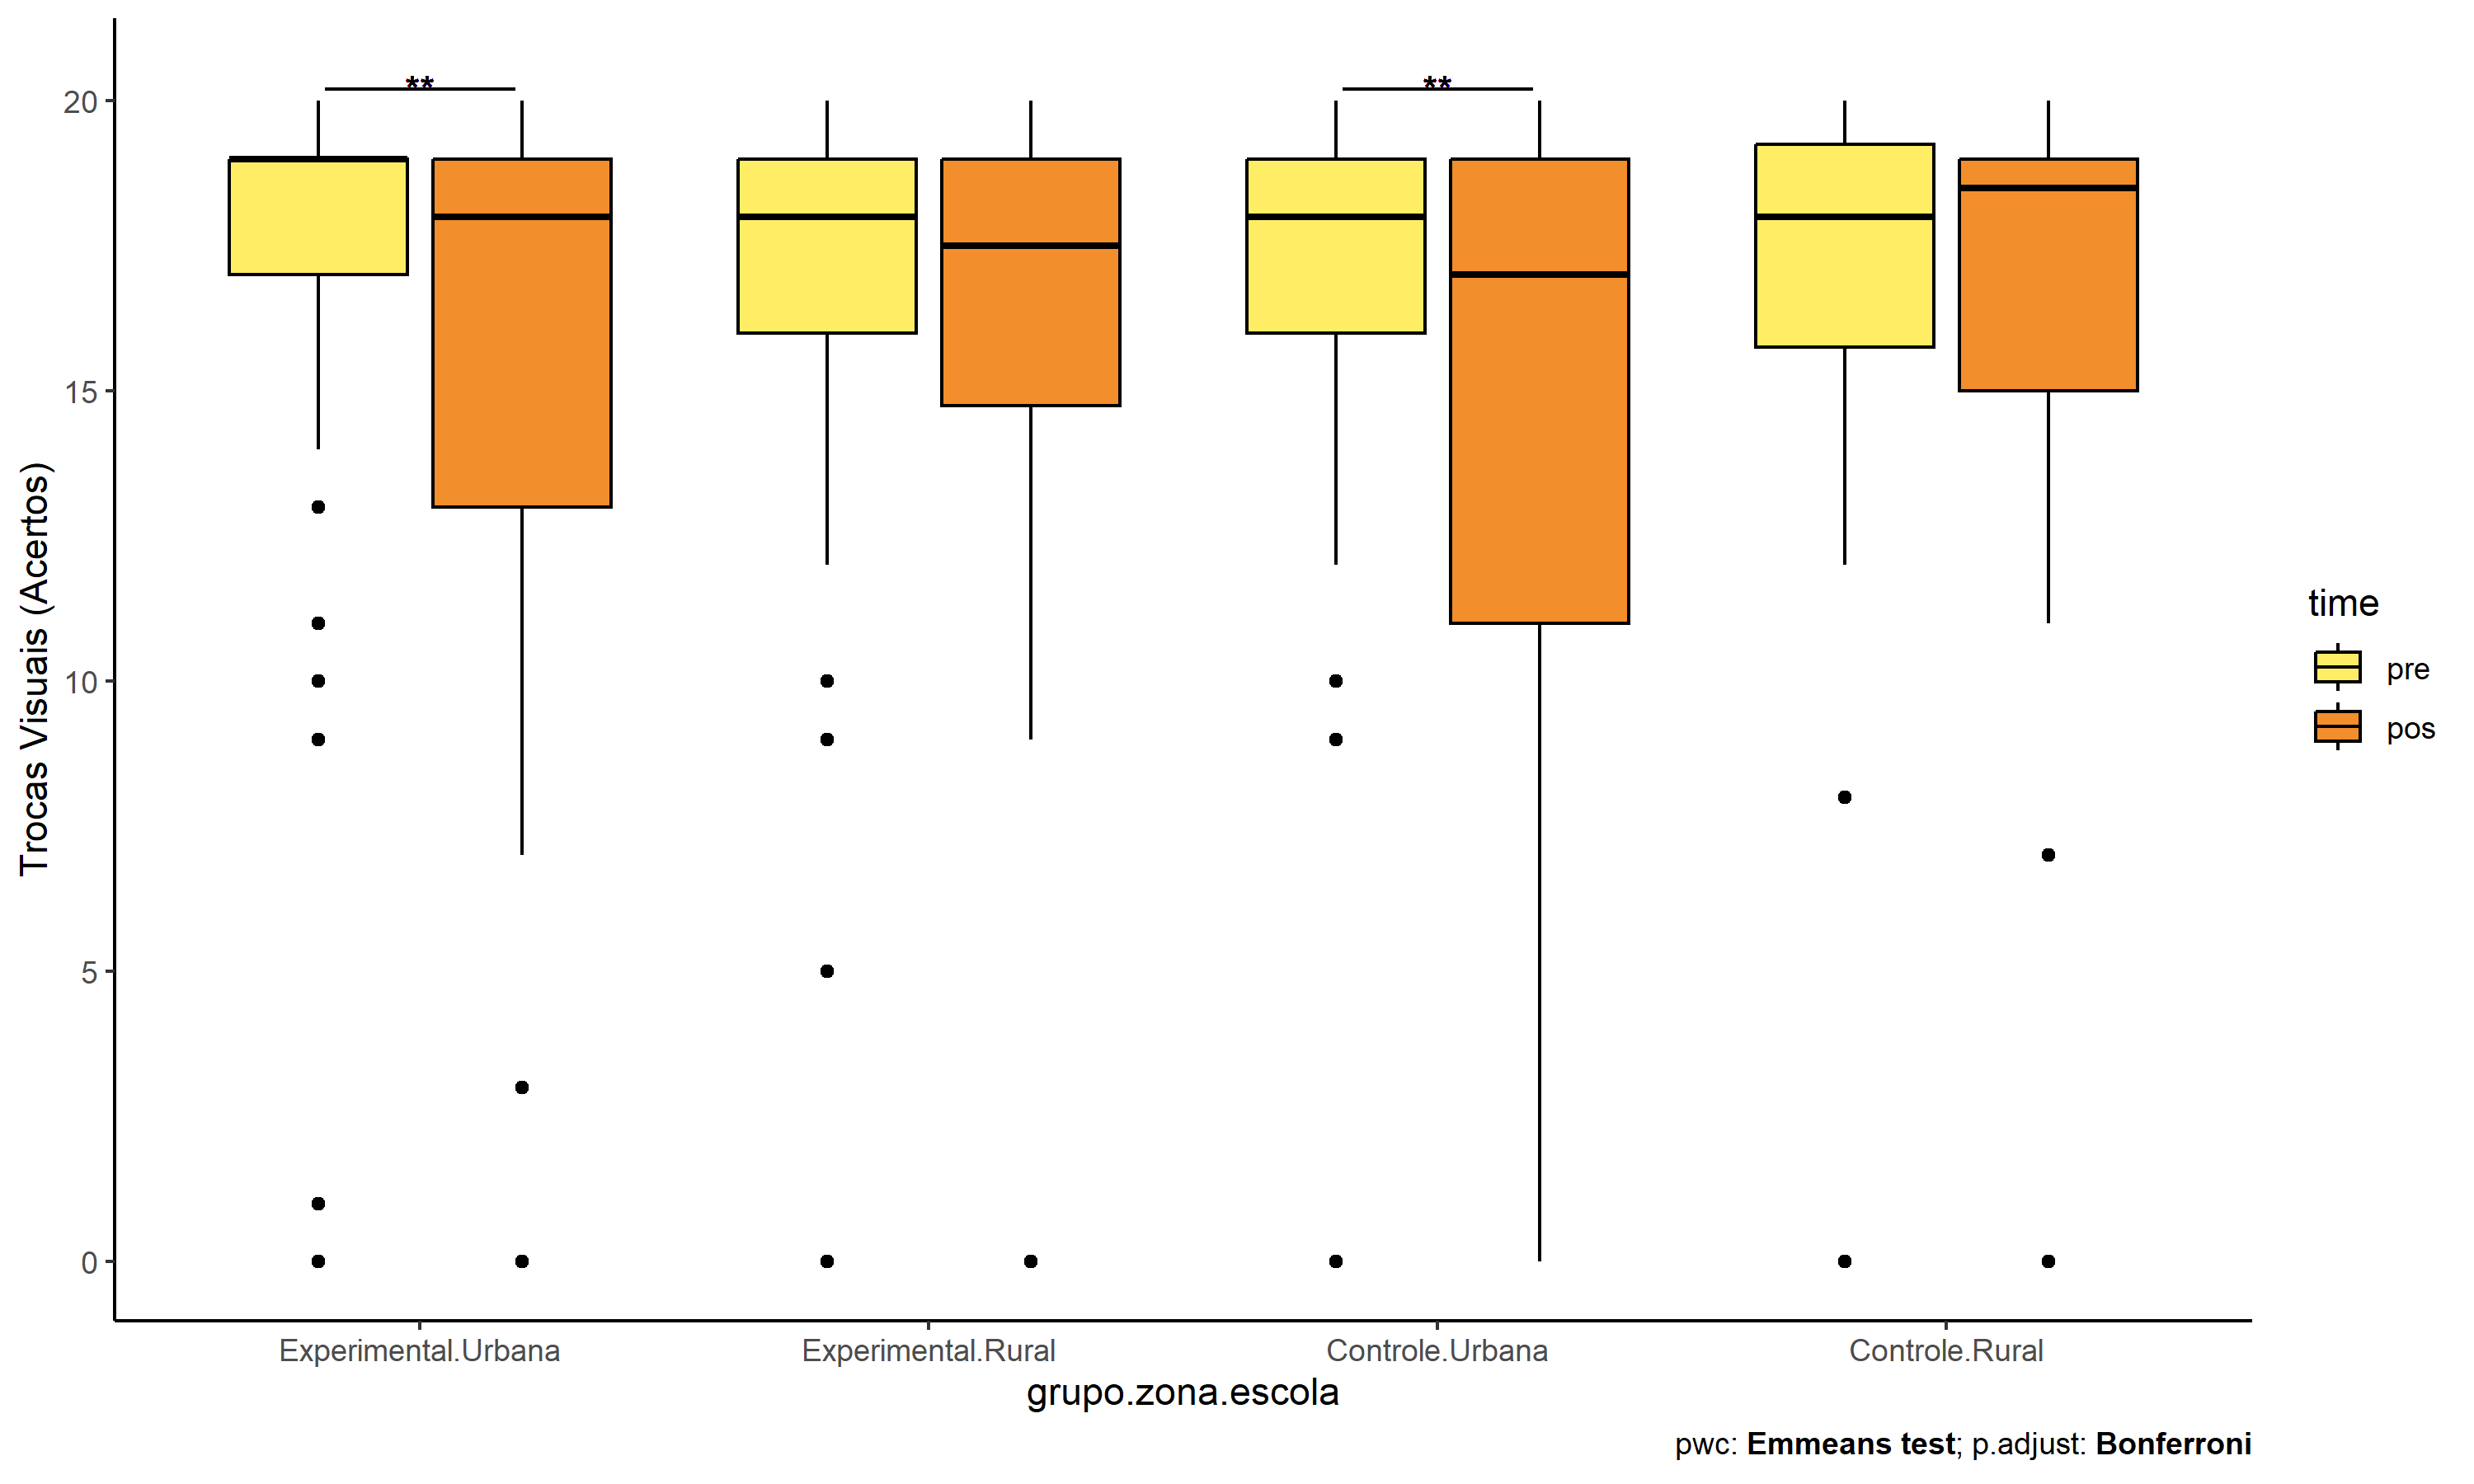 Trocas Visuais (Acertos)
20
15
10
5
0
**
**
Experimental.Urbana
Experimental.Rural
Controle.Urbana
Controle.Rural
grupo.zona.escola
time
pre
pos
pwc: Emmeans test; p.adjust: Bonferroni